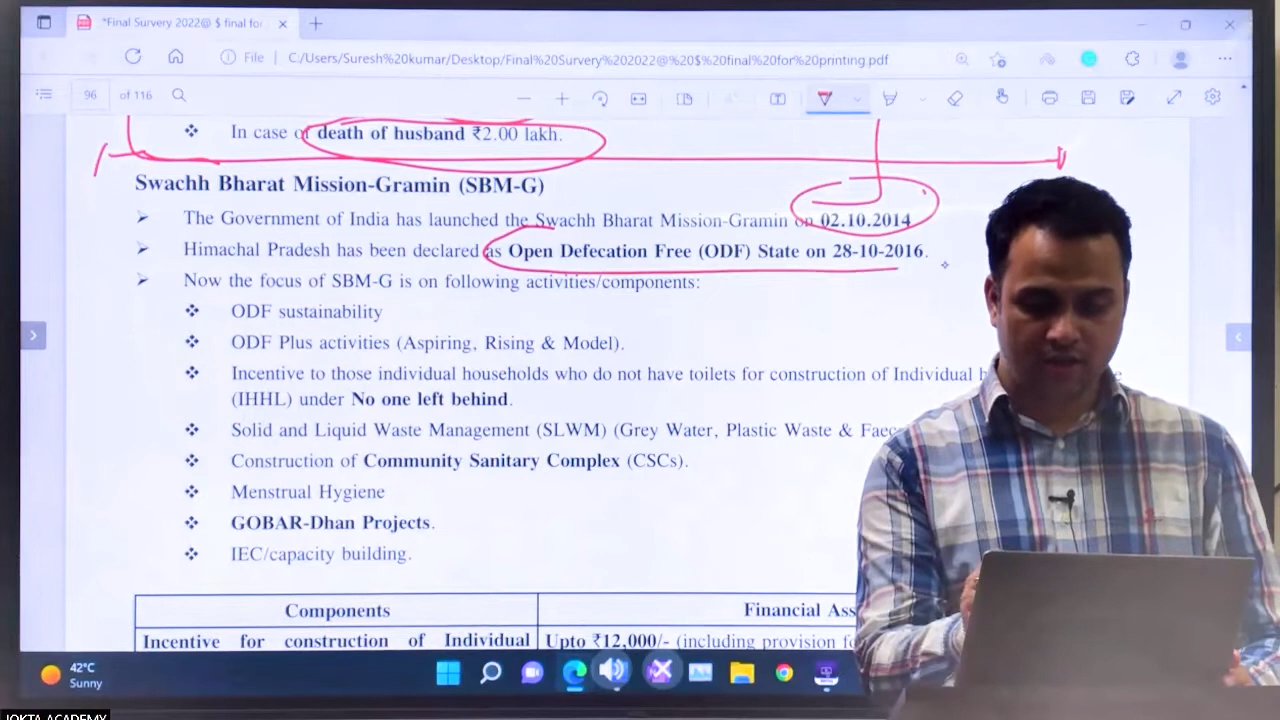 *Final Survery 2022@ $ final for
File
C:/Users/Suresh%20kumar/Desktop/Final%20Survery%202022@%20$%20final%20for%20printing.pdf
96 of 116
❖ In case of death of husband ₹2.00 lakh.
Swachh Bharat Mission-Gramin (SBM-G)
➢ The Government of India has launched the Swachh Bharat Mission-Gramin on 02.10.2014
➢ Himachal Pradesh has been declared as Open Defecation Free (ODF) State on 28-10-2016.
➢ Now the focus of SBM-G is on following activities/components:
❖ ODF sustainability
❖ ODF Plus activities (Aspiring, Rising & Model).
❖ Incentive to those individual households who do not have toilets for construction of Individual
(IHHL) under No one left behind.
❖ Solid and Liquid Waste Management (SLWM) (Grey Water, Plastic Waste &
❖ Construction of Community Sanitary Complex (CSCs).
❖ Menstrual Hygiene
❖ GOBAR-Dhan Projects.
❖ IEC/capacity building.
Components
Financial
Incentive for construction of Individual
Upto ₹12,000/- (including provision
42°C
Sunny
JOKTA ACADEMY